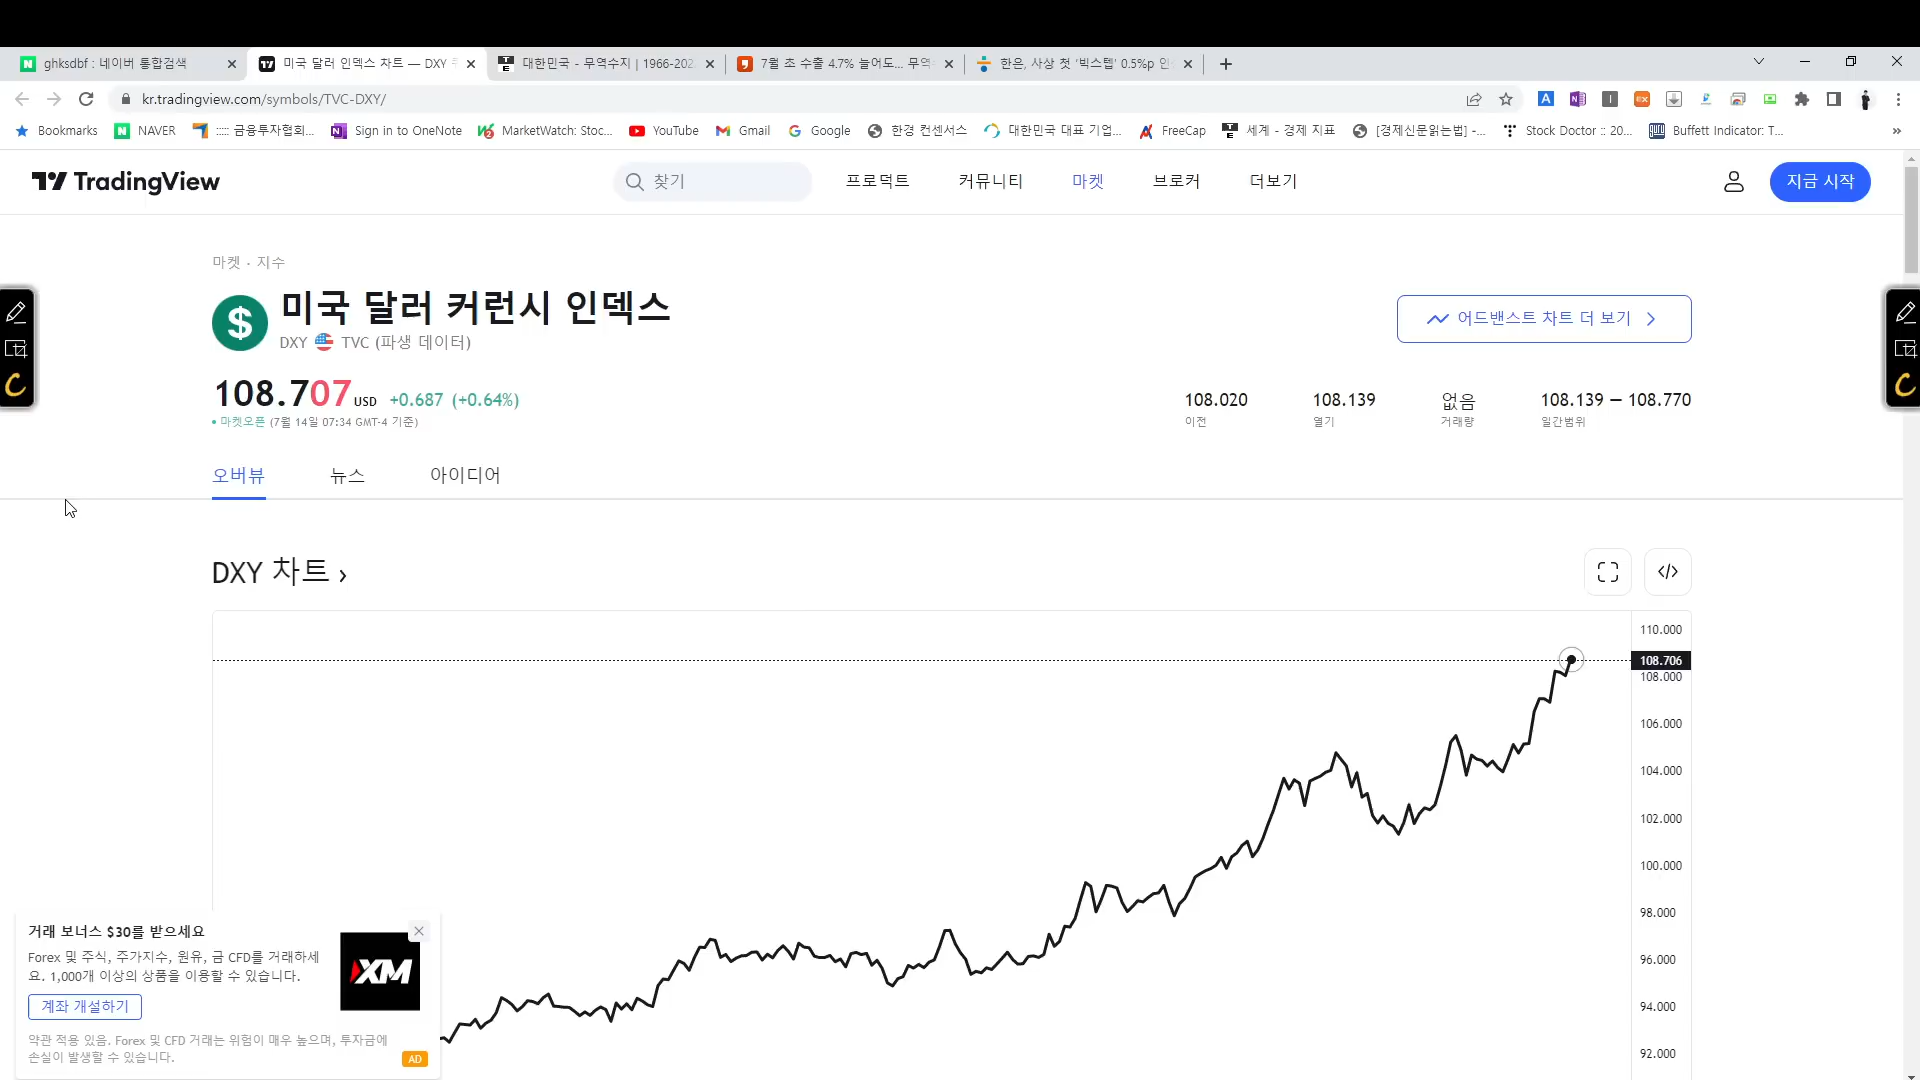 ghksdbf : 네이버 통합검색
미국 달러 인덱스 차트 — DXY
대한민국 - 무역수지 | 1966-202
7월 초 수출 4.7% 늘어도... 무역
한은, 사상 첫 '빅스텝' 0.5%p 인
kr.tradingview.com/symbols/TVC-DXY/
Bookmarks
NAVER
::::: 금융투자협회...
Sign in to OneNote
MarketWatch: Stoc...
YouTube
Gmail
Google
한경 컨센서스
대한민국 대표 기업...
FreeCap
세계 - 경제 지표
[경제신문읽는법] -...
Stock Doctor :: 20...
Buffett Indicator: T...
TradingView
찾기
프로덕트
커뮤니티
마켓
브로커
더보기
지금 시작
마켓 · 지수
미국 달러 커런시 인덱스
DXY TVC (파생 데이터)
어드밴스트 차트 더 보기
108.707 USD +0.687 (+0.64%)
마켓오픈 (7월 14일 07:34 GMT-4 기준)
108.020
이전
108.139
열기
없음
거래량
108.139 — 108.770
일간범위
오버뷰
뉴스
아이디어
DXY 차트 ›
110.000
108.706
108.000
106.000
104.000
102.000
100.000
98.000
96.000
94.000
92.000
거래 보너스 $30를 받으세요
Forex 및 주식, 주가지수, 원유, 금 CFD를 거래하세
요. 1,000개 이상의 상품을 이용할 수 있습니다.
계좌 개설하기
XM
약관 적용 있음. Forex 및 CFD 거래는 위험이 매우 높으며, 투자금에
손실이 발생할 수 있습니다.
AD